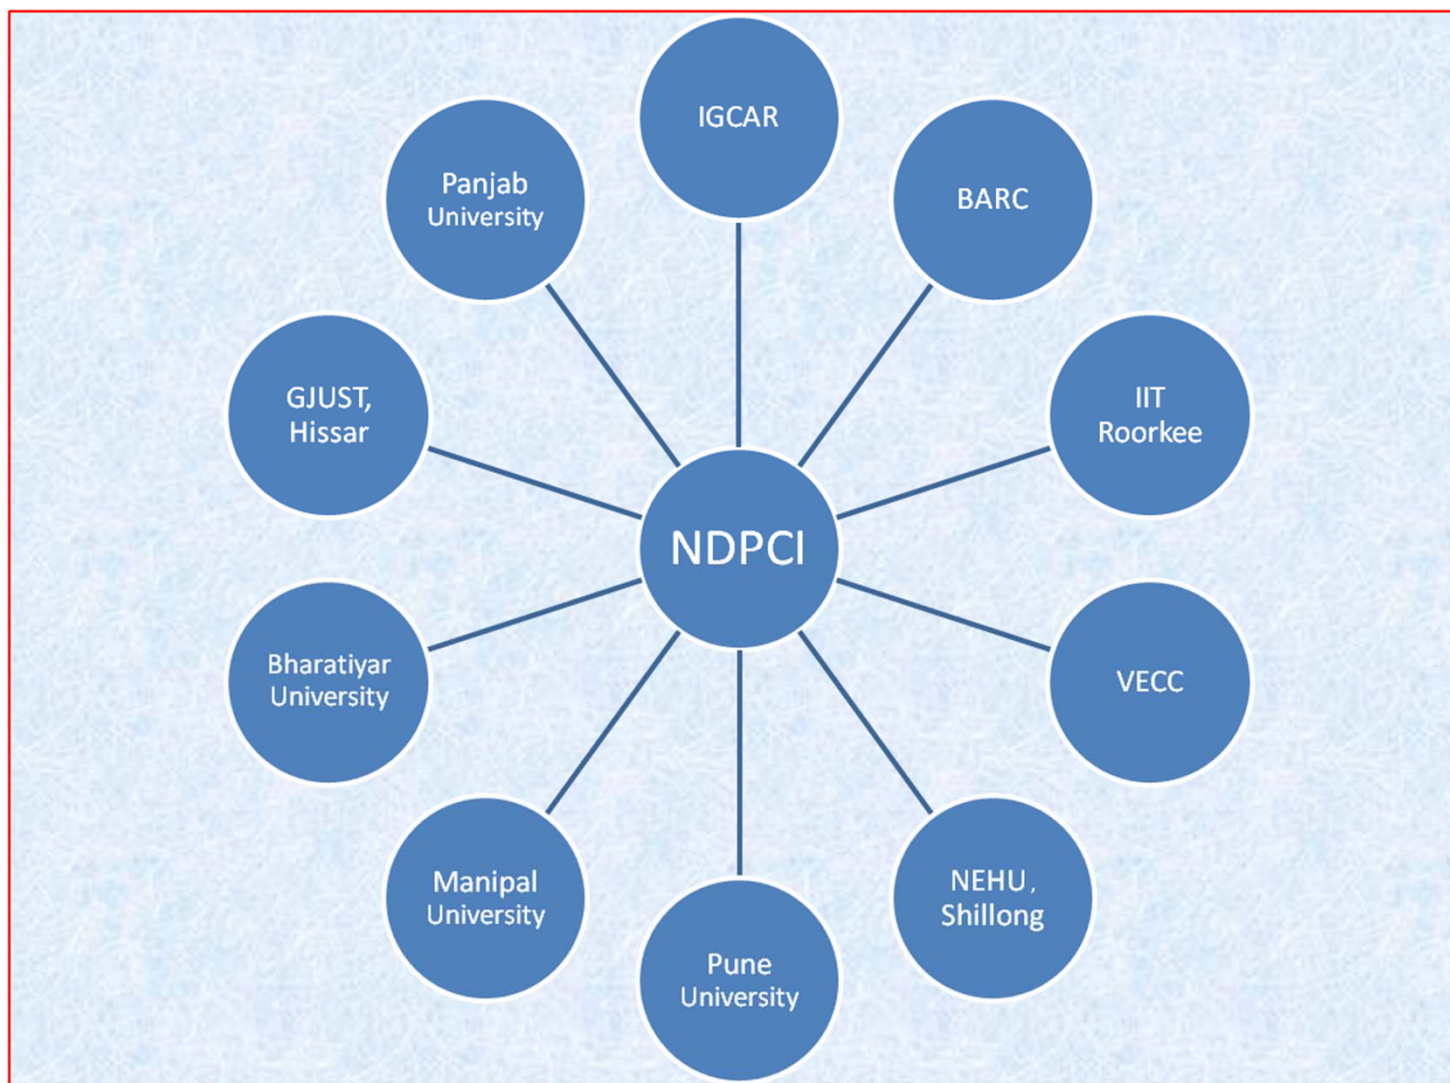 IGCAR
BARC
IIT
Roorkee
VECC
NEHU,
Shillong
Pune
University
Manipal
University
Bharatiyar
University
GJUST,
Hissar
Panjab
University
NDPCI